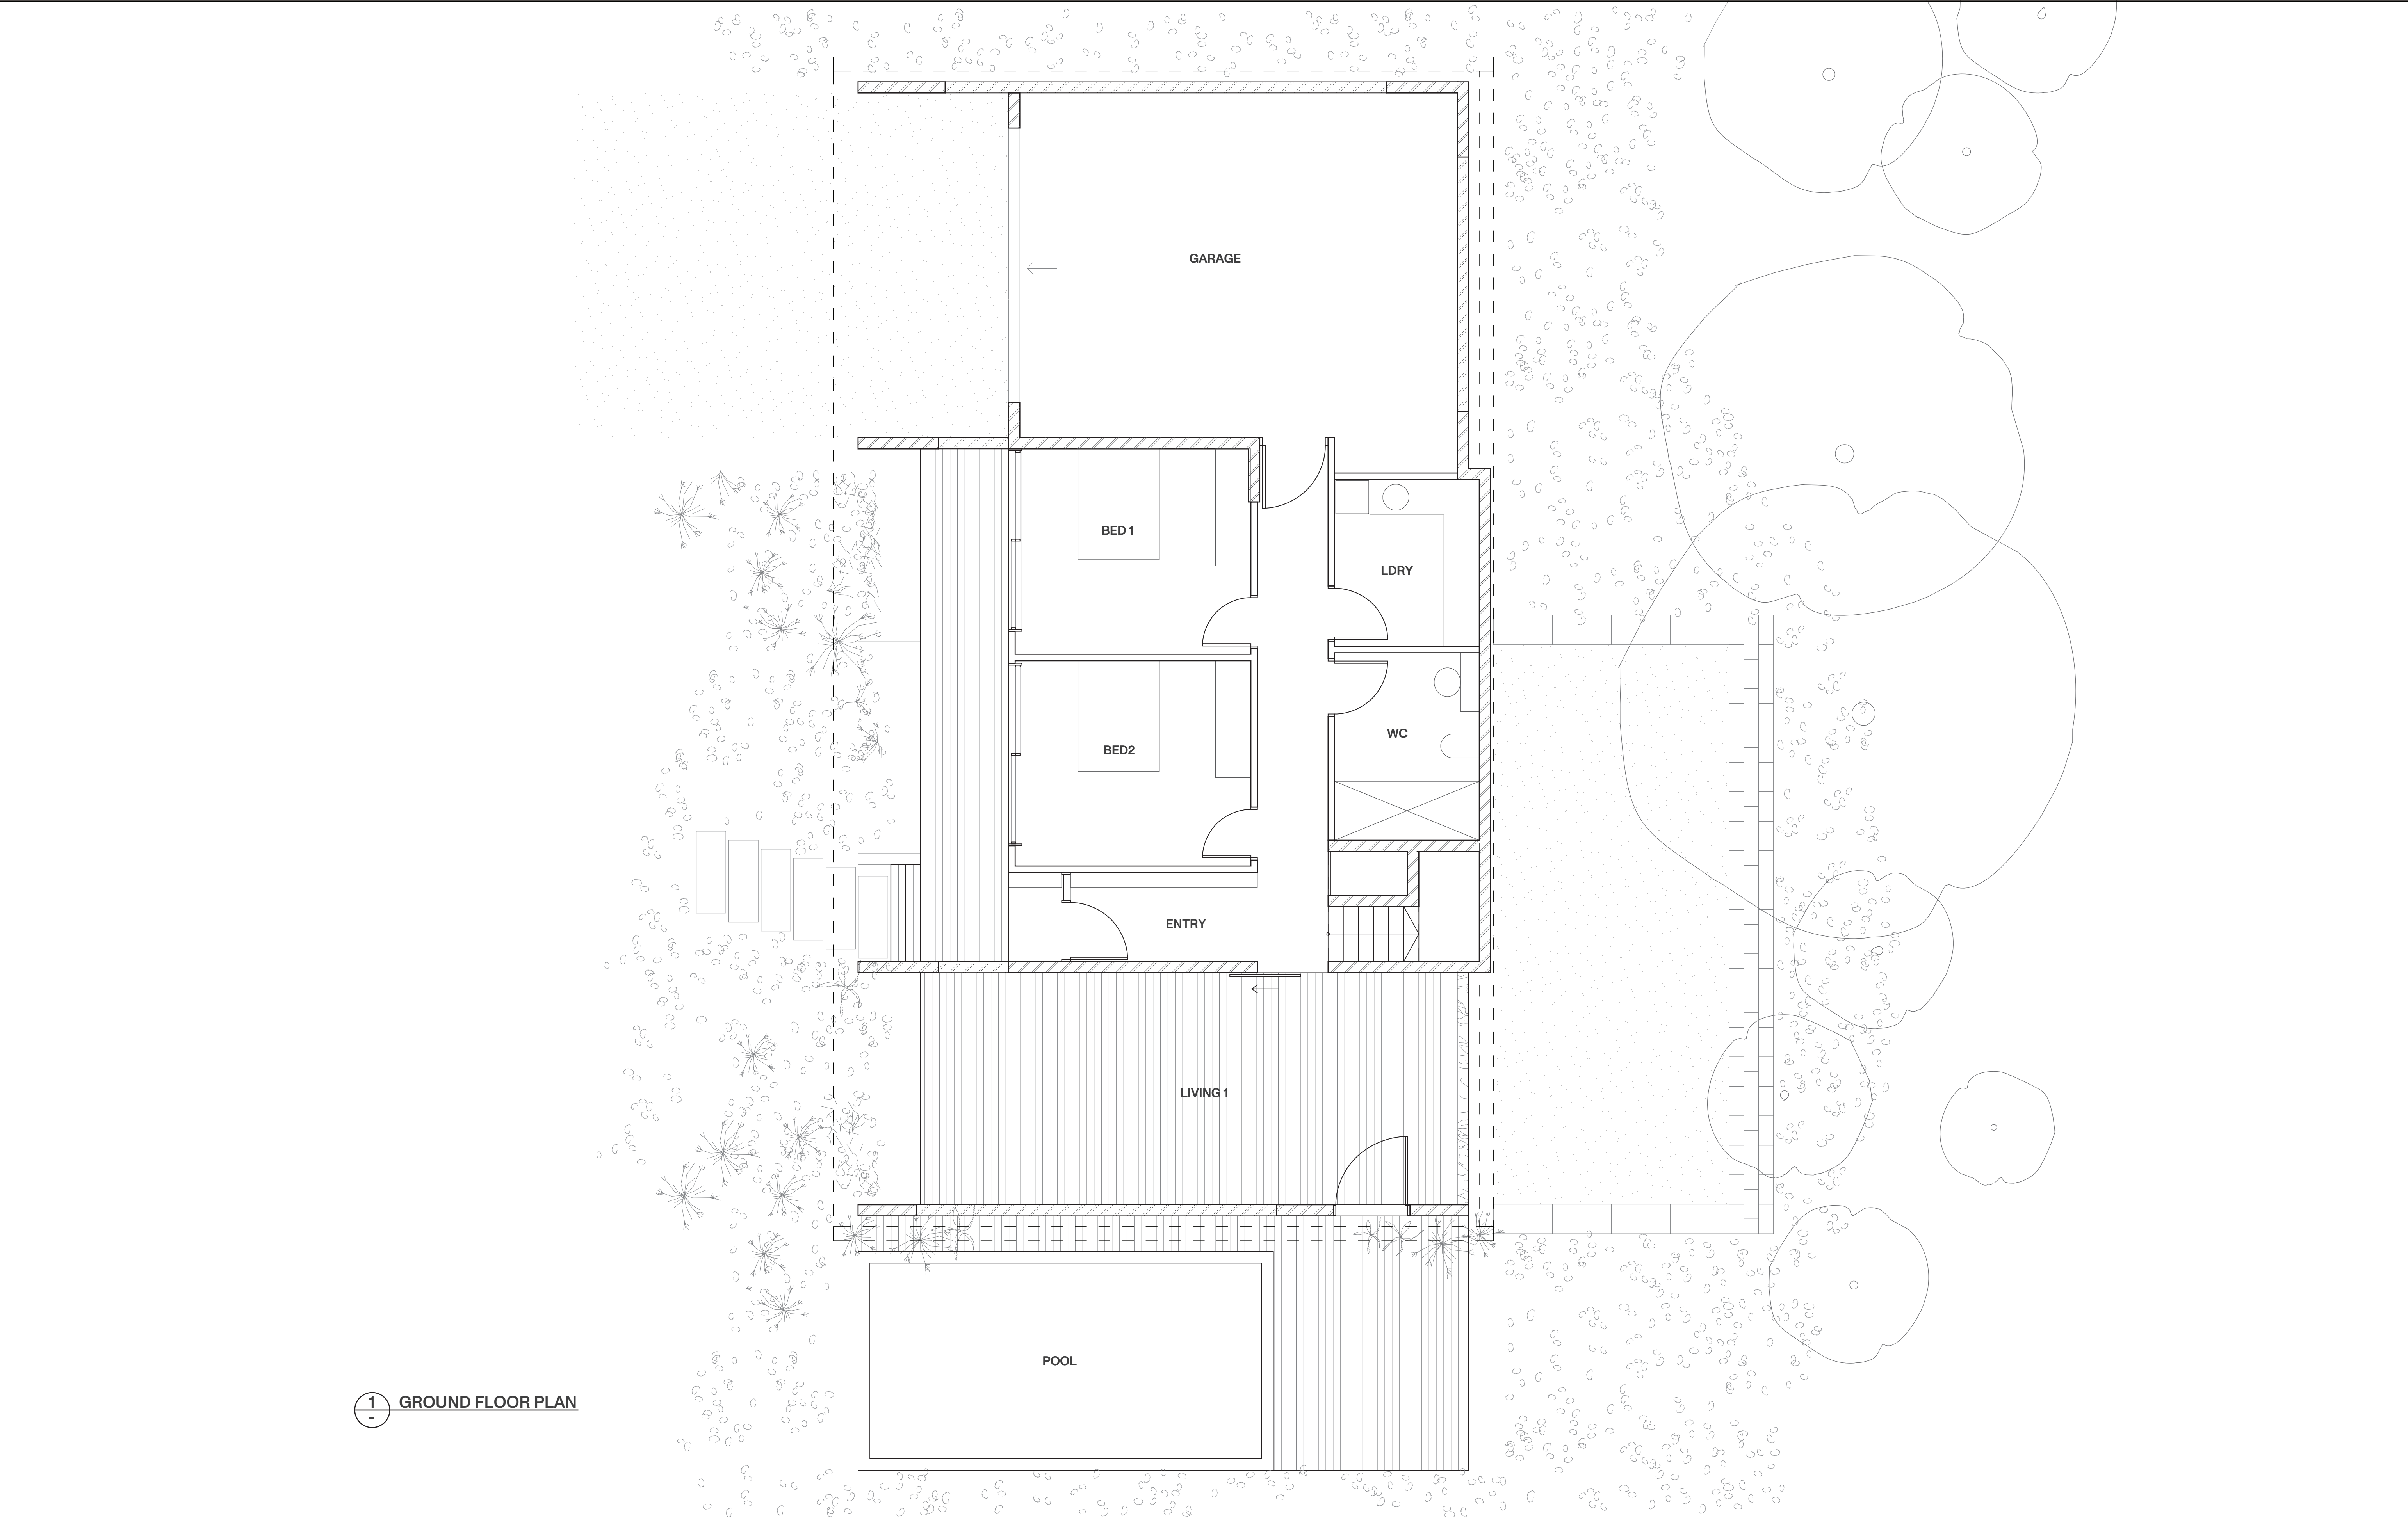 GARAGE
BED 1
LDRY
BED2
WC
ENTRY
LIVING 1
POOL
1
-
GROUND FLOOR PLAN